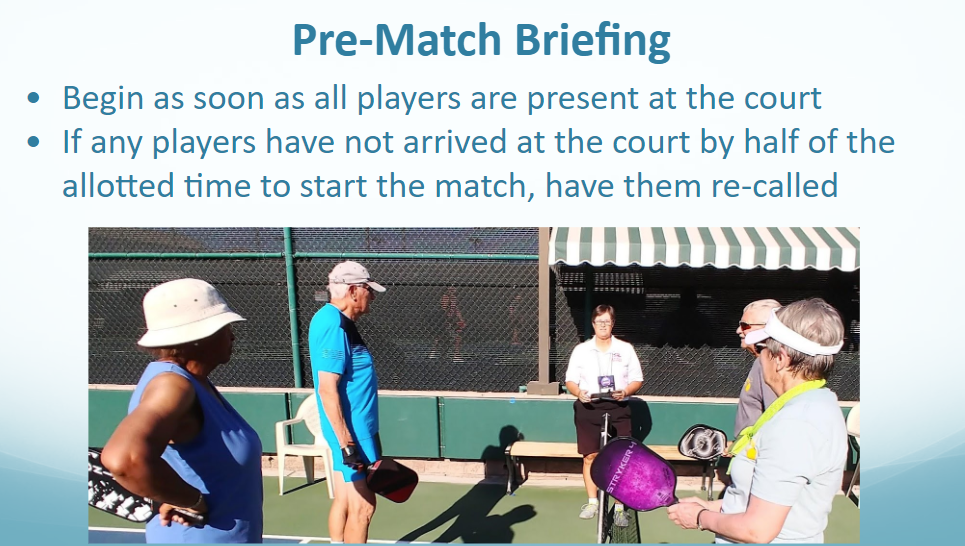 Pre-Match Briefing
• Begin as soon as all players are present at the court
• If any players have not arrived at the court by half of the
allotted time to start the match, have them re-called
STRYKER 4